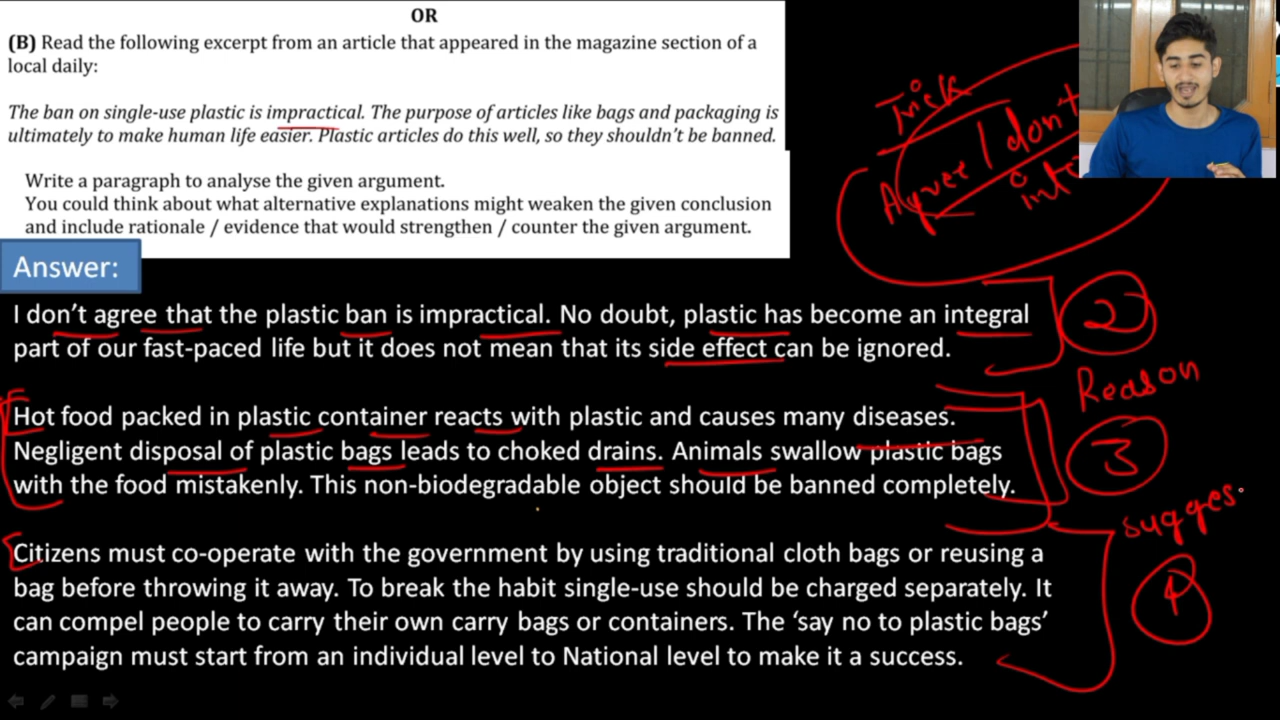 OR
(B) Read the following excerpt from an article that appeared in the magazine section of a
local daily:
The ban on single-use plastic is impractical. The purpose of articles like bags and packaging is
ultimately to make human life easier. Plastic articles do this well, so they shouldn't be banned.
Write a paragraph to analyse the given argument.
You could think about what alternative explanations might weaken the given conclusion
and include rationale / evidence that would strengthen / counter the given argument.
Trick
Agree / don't
Answer:
I don't agree that the plastic ban is impractical. No doubt, plastic has become an integral
part of our fast-paced life but it does not mean that its side effect can be ignored.
2
Reason
Hot food packed in plastic container reacts with plastic and causes many diseases.
Negligent disposal of plastic bags leads to choked drains. Animals swallow plastic bags
with the food mistakenly. This non-biodegradable object should be banned completely.
3
sugges
Citizens must co-operate with the government by using traditional cloth bags or reusing a
bag before throwing it away. To break the habit single-use should be charged separately. It
can compel people to carry their own carry bags or containers. The 'say no to plastic bags'
campaign must start from an individual level to National level to make it a success.